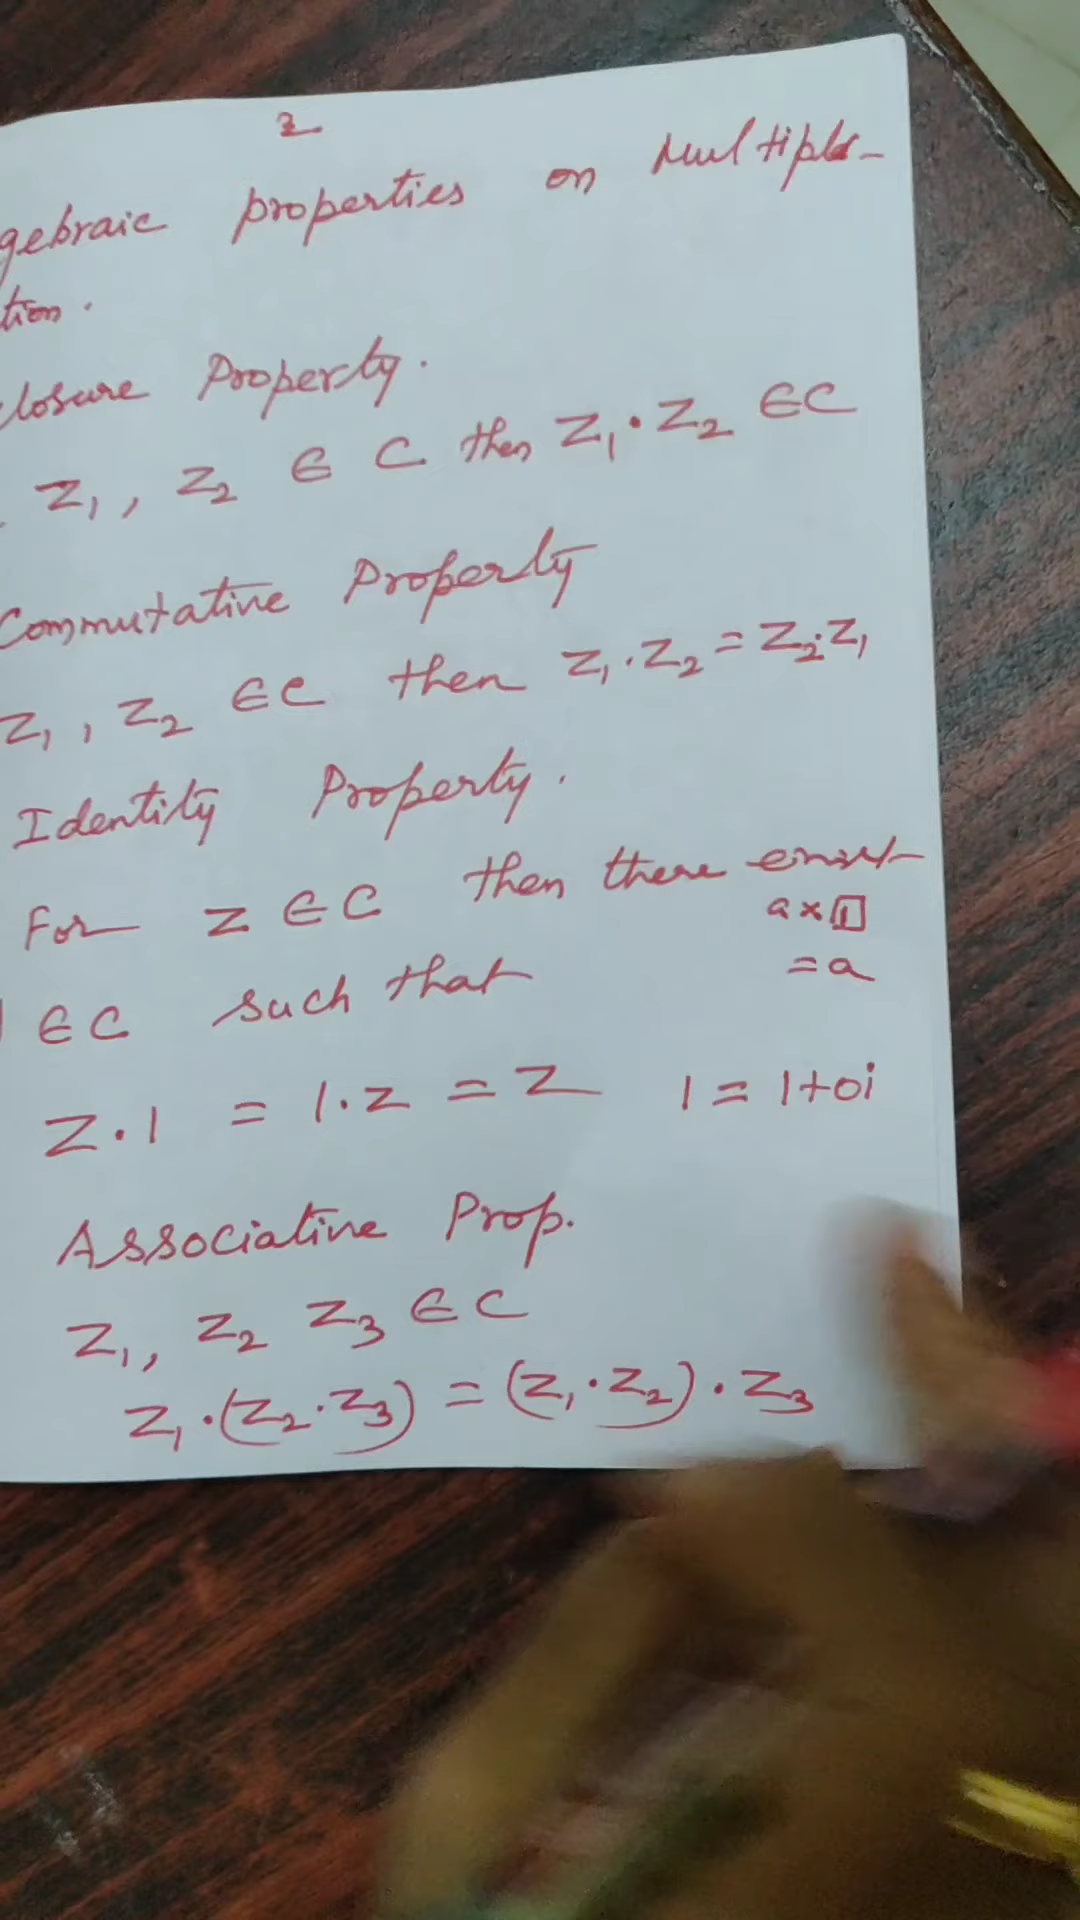 2
gebraic properties on Multipli-
tion.
losure Property.
Z₁, Z₂ ∈ C then Z₁·Z₂ ∈C
Commutative Property
Z₁, Z₂ ∈C then Z₁·Z₂ = Z₂·Z₁
Identity Property.
For Z ∈ C then there exist
a × 1
= a
∈ C such that
Z·1 = 1·Z = Z 1 = 1+0i
Associative Prop.
Z₁, Z₂ Z₃ ∈ C
Z₁·(Z₂·Z₃) = (Z₁·Z₂)·Z₃